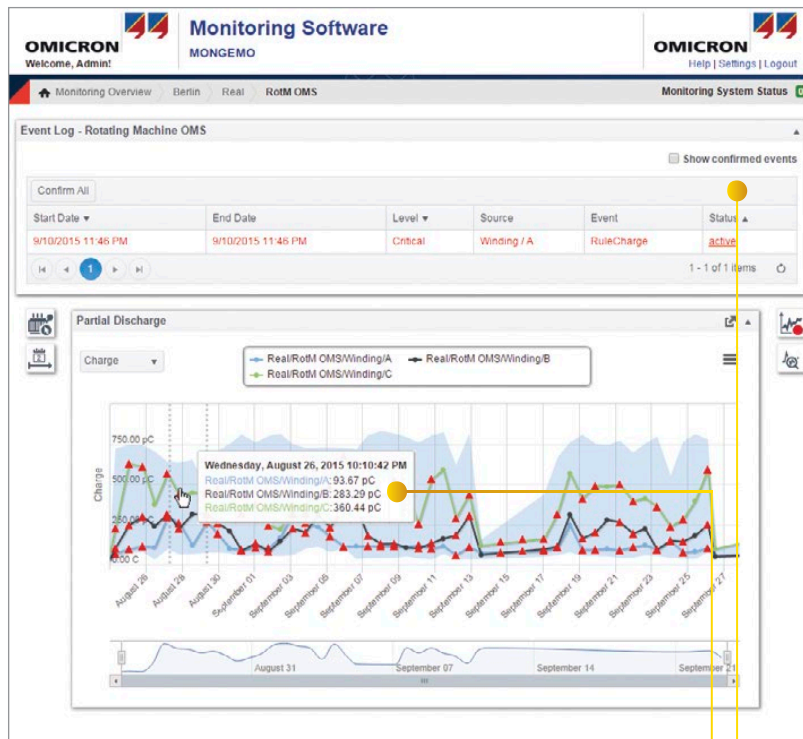 OMICRON
Welcome, Admin!
Monitoring Software
MONGEMO
OMICRON
Help | Settings | Logout
Monitoring Overview Berlin Real RotM OMS
Monitoring System Status
Event Log - Rotating Machine OMS
Show confirmed events
Confirm All
Start Date End Date Level Source Event Status
9/10/2015 11:46 PM 9/10/2015 11:46 PM Critical Winding / A RuleCharge active
1
1 - 1 of 1 items
Partial Discharge
Charge
Real/RotM OMS/Winding/A Real/RotM OMS/Winding/B
Real/RotM OMS/Winding/C
Charge
750.00 pC
500.00 pC
250.00 pC
0.00 C
Wednesday, August 26, 2015 10:10:42 PM
Real/RotM OMS/Winding/A: 93.67 pC
Real/RotM OMS/Winding/B: 283.29 pC
Real/RotM OMS/Winding/C: 360.44 pC
August 26 August 28 August 30 September 01 September 03 September 05 September 07 September 09 September 11 September 13 September 15 September 17 September 19 September 21 September 23 September 25 September 27
August 31 September 07 September 14 September 21